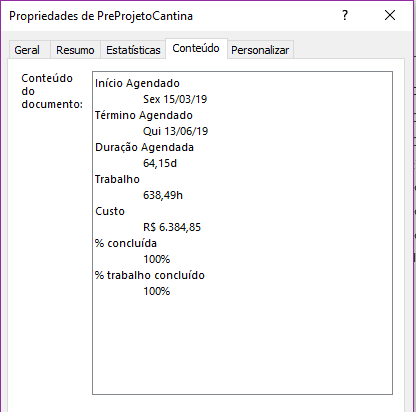 Propriedades de PreProjetoCantina ? ×
Geral Resumo Estatísticas Conteúdo Personalizar
Conteúdo do documento:
Início Agendado
Sex 15/03/19
Término Agendado
Qui 13/06/19
Duração Agendada
64,15d
Trabalho
638,49h
Custo
R$ 6.384,85
% concluída
100%
% trabalho concluído
100%